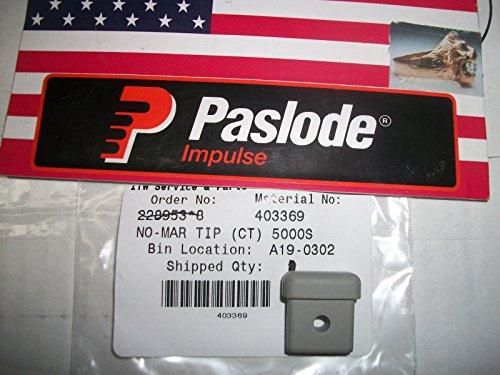 Paslode®
Impulse
ITW Service & Parts
Order No: Material No:
228953*8 403369
NO-MAR TIP (CT) 5000S
Bin Location: A19-0302
Shipped Qty:
403369